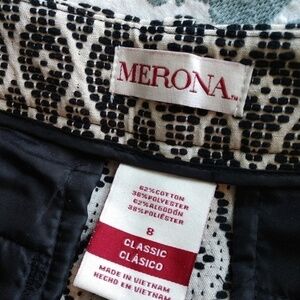 MERONA
62%COTTON
38%POLYESTER
62%ALGODÓN
38%POLIÉSTER
8
CLASSIC
CLÁSICO
MADE IN VIETNAM
HECHO EN VIETNAM